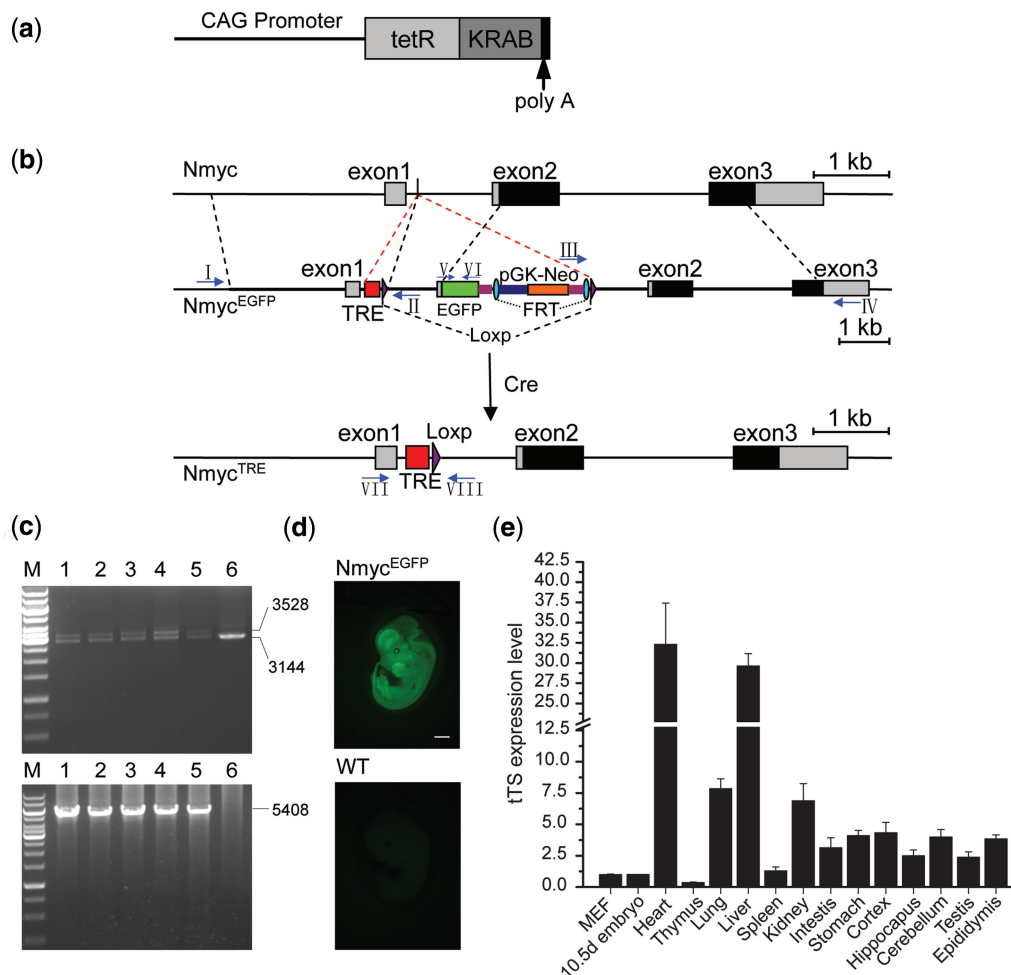 (a)
CAG Promoter
tetR KRAB
poly A
(b)
Nmyc
exon1 exon2 exon3
1 kb
I
exon1
V VI
III
pGK-Neo
exon2 exon3
Nmyc^EGFP
TRE
II
EGFP
FRT
IV
Loxp
1 kb
Cre
1 kb
exon1 Loxp exon2 exon3
Nmyc^TRE
VII
TRE
VIII
(c)
M 1 2 3 4 5 6
3528
3144
M 1 2 3 4 5 6
5408
(d)
Nmyc^EGFP
WT
(e)
tTS expression level
42.5
40.0
37.5
35.0
32.5
30.0
27.5
25.0
22.5
12.5
10.0
7.5
5.0
2.5
0.0
MEF
10.5d embryo
Heart
Thymus
Lung
Liver
Spleen
Kidney
Intestis
Stomach
Cortex
Hippocapus
Cerebellum
Testis
Epididymis